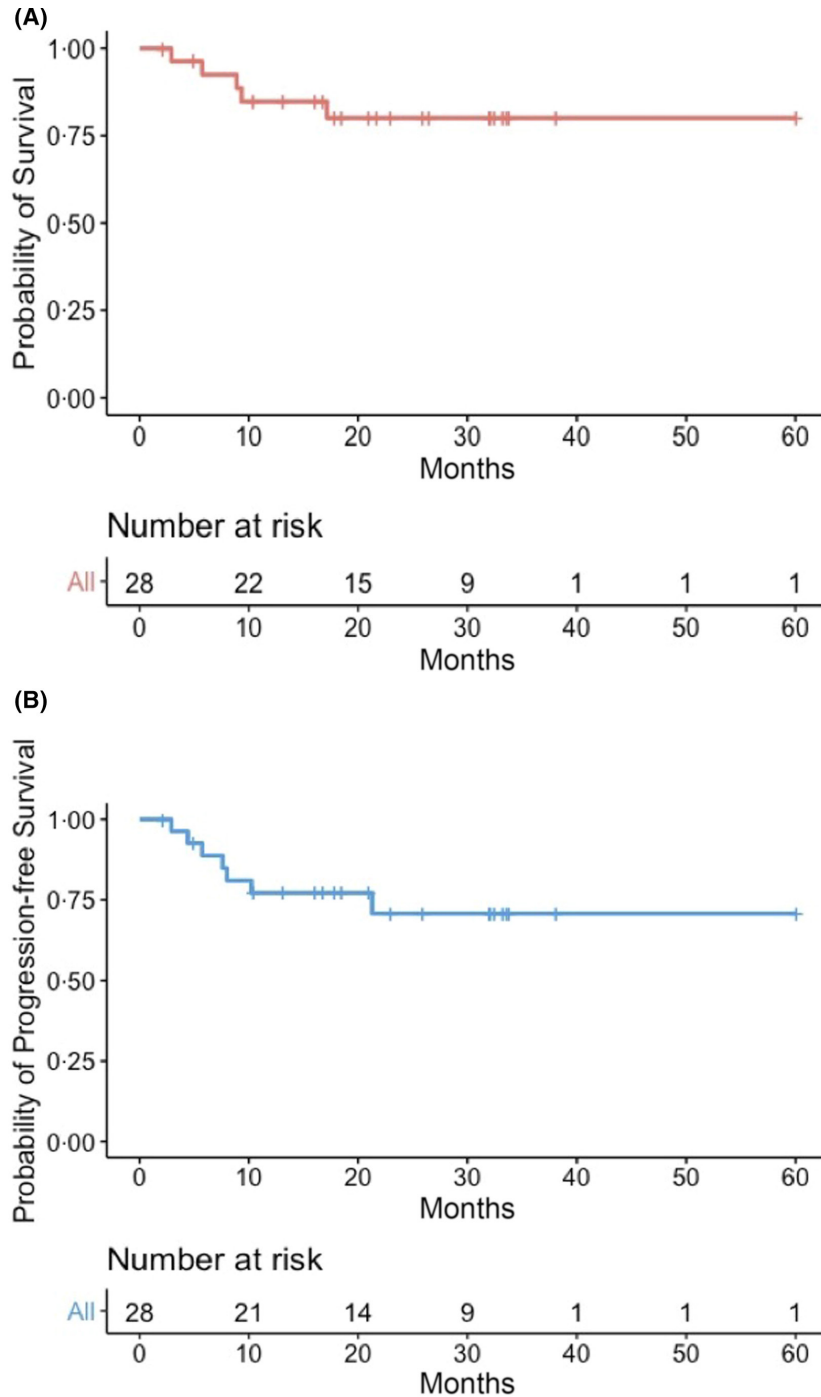 (A)
Probability of Survival
1·00
0·75
0·50
0·25
0·00
0 10 20 30 40 50 60
Months
Number at risk
All 28 22 15 9 1 1 1
0 10 20 30 40 50 60
Months
(B)
Probability of Progression-free Survival
1·00
0·75
0·50
0·25
0·00
0 10 20 30 40 50 60
Months
Number at risk
All 28 21 14 9 1 1 1
0 10 20 30 40 50 60
Months